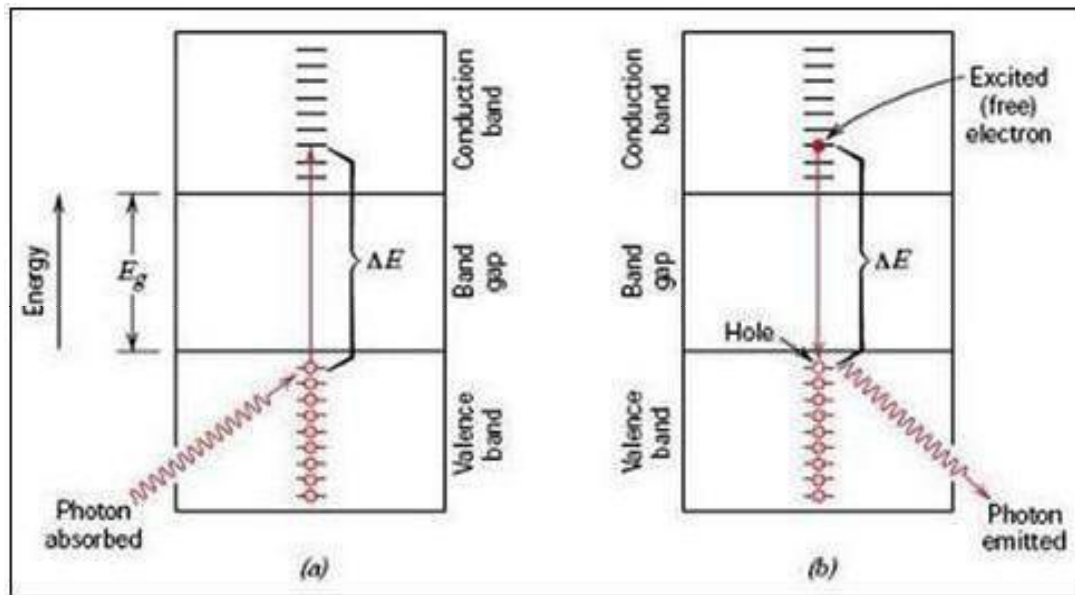 Energy
E_g
Conduction
band
Band
gap
Valence
band
ΔE
Photon
absorbed
(a)
Conduction
band
Band
gap
Valence
band
Excited
(free)
electron
ΔE
Hole
Photon
emitted
(b)